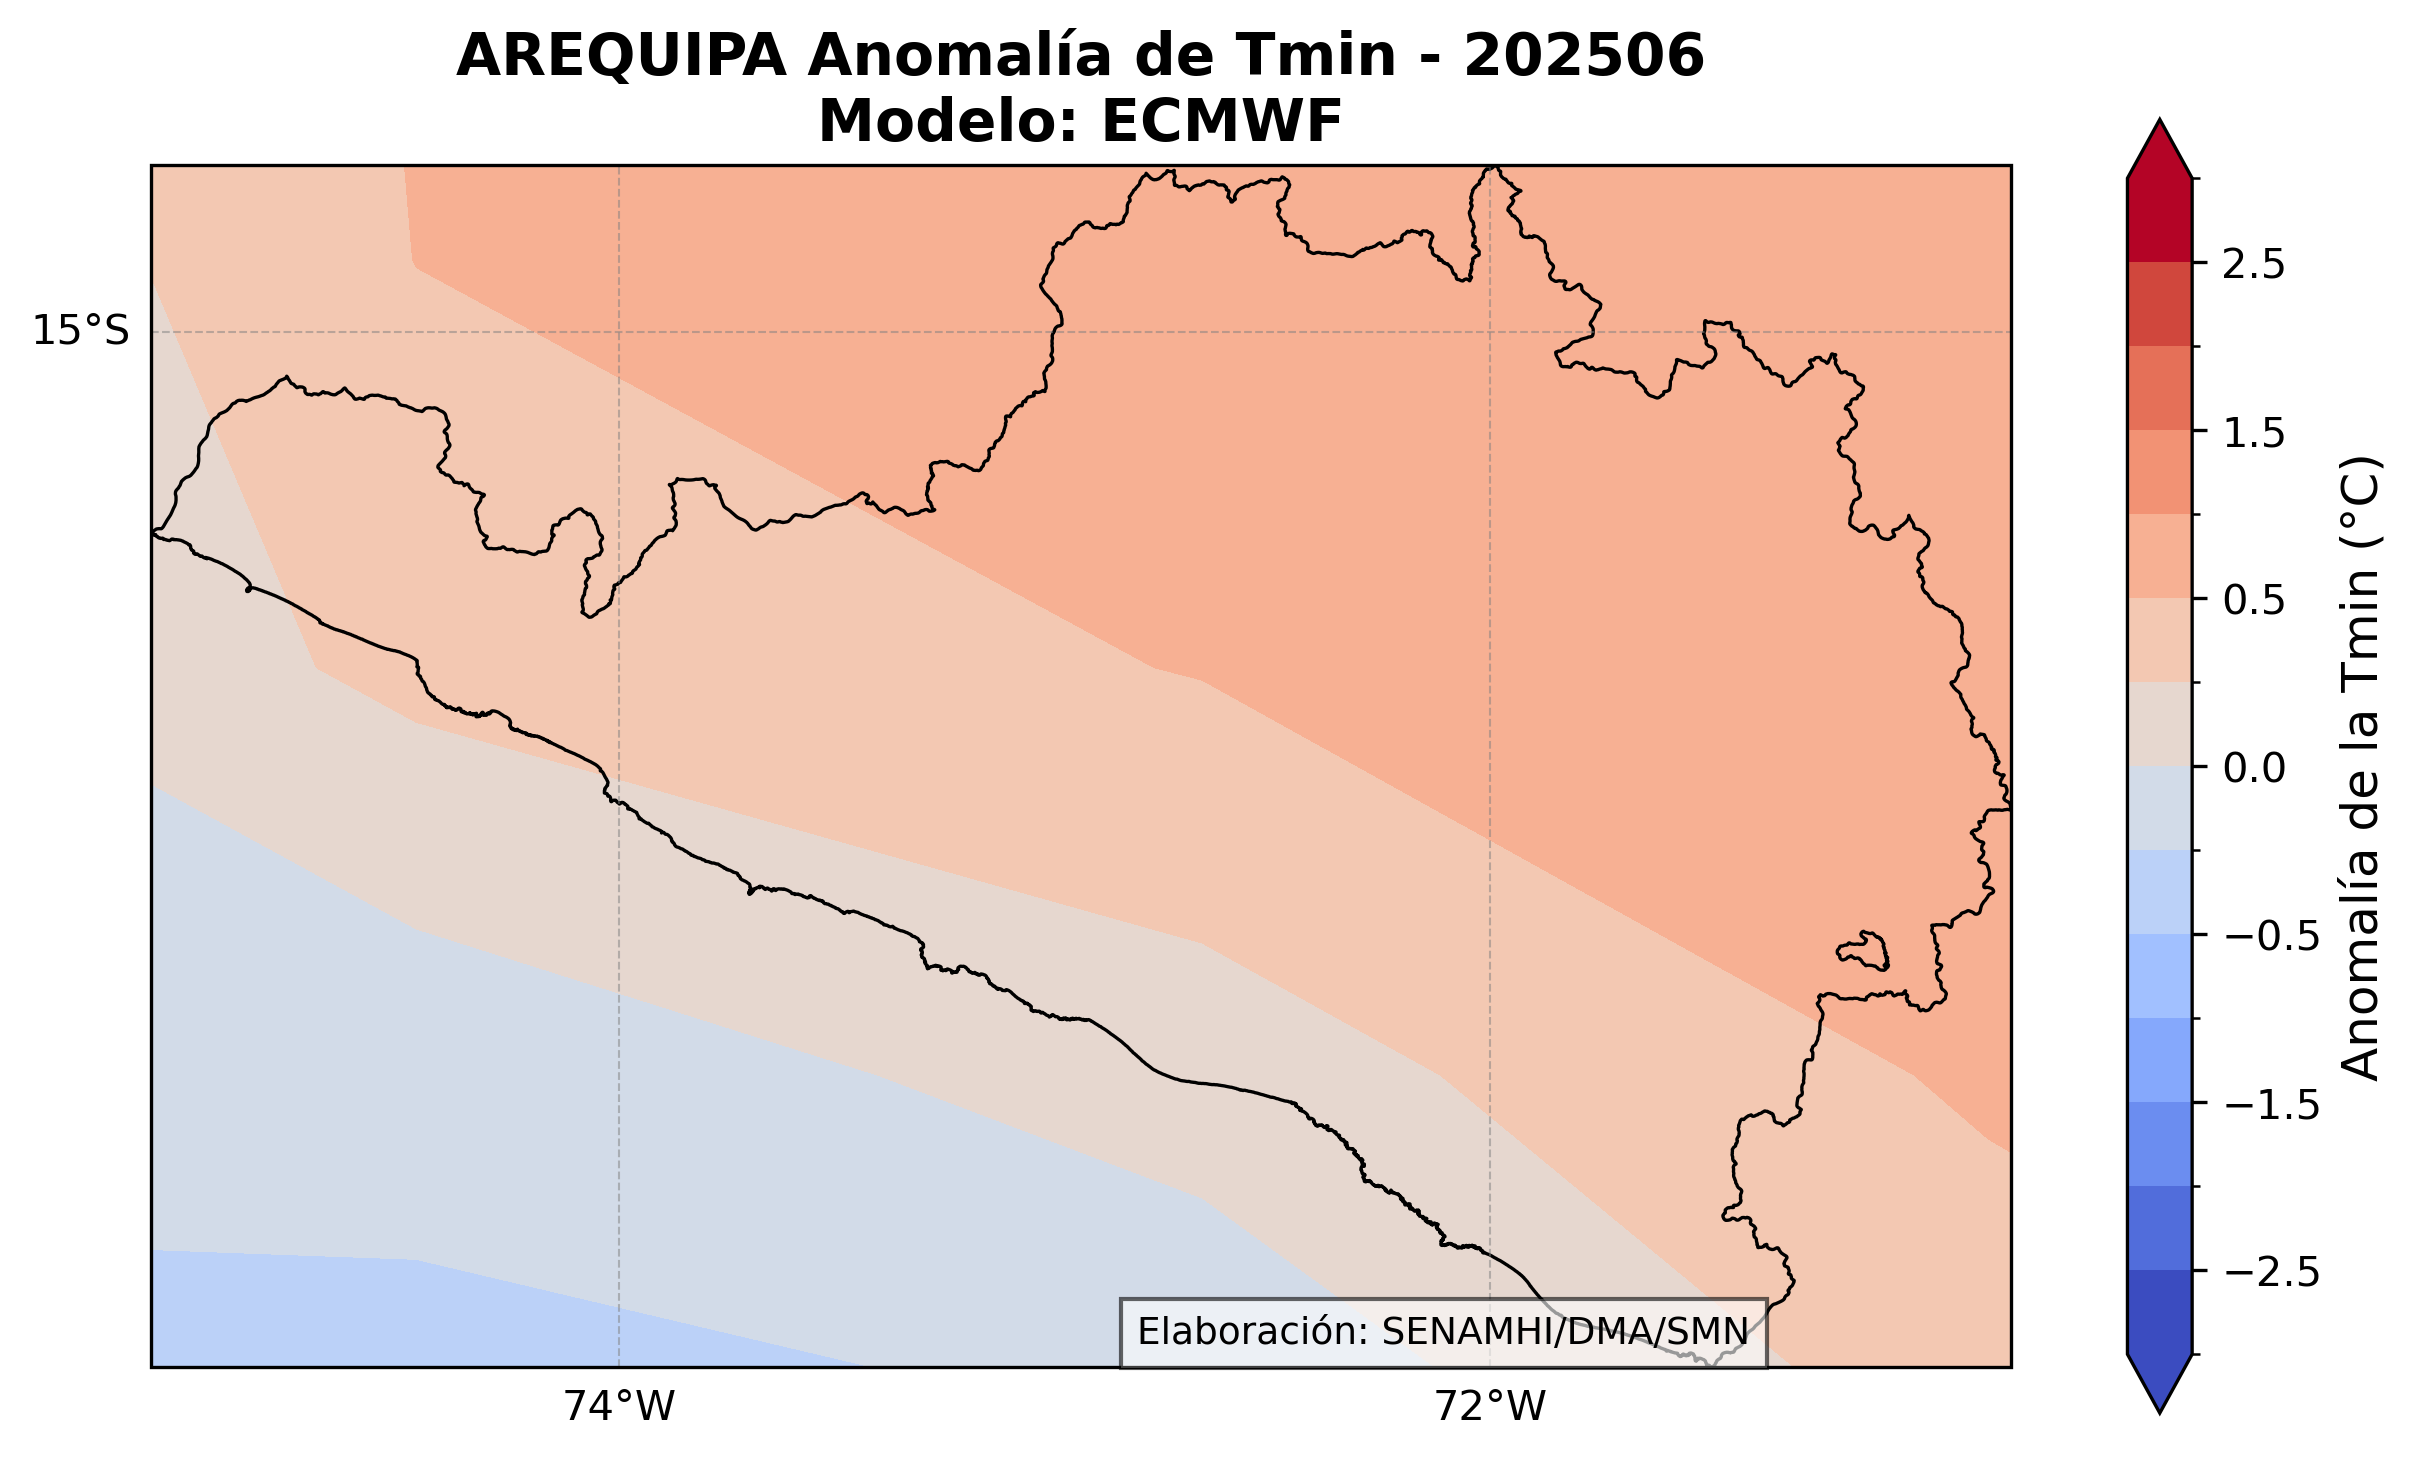 AREQUIPA Anomalía de Tmin - 202506
Modelo: ECMWF
15°S
74°W
72°W
Elaboración: SENAMHI/DMA/SMN
2.5
1.5
0.5
0.0
−0.5
−1.5
−2.5
Anomalía de la Tmin (°C)